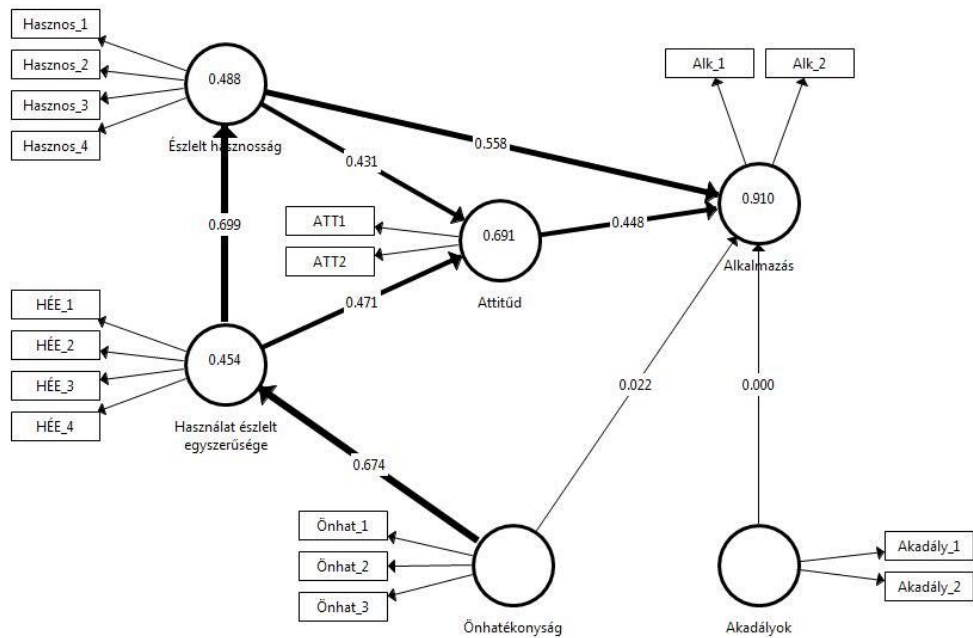 Hasznos_1
Hasznos_2
Hasznos_3
Hasznos_4
0.488
Észlelt hasznosság
Alk_1
Alk_2
0.558
0.431
0.910
Alkalmazás
0.699
ATT1
ATT2
0.691
Attitűd
0.448
0.471
HÉE_1
HÉE_2
HÉE_3
HÉE_4
0.454
Használat észlelt
egyszerűsége
0.022
0.000
0.674
Önhat_1
Önhat_2
Önhat_3
Önhatékonyság
Akadályok
Akadály_1
Akadály_2